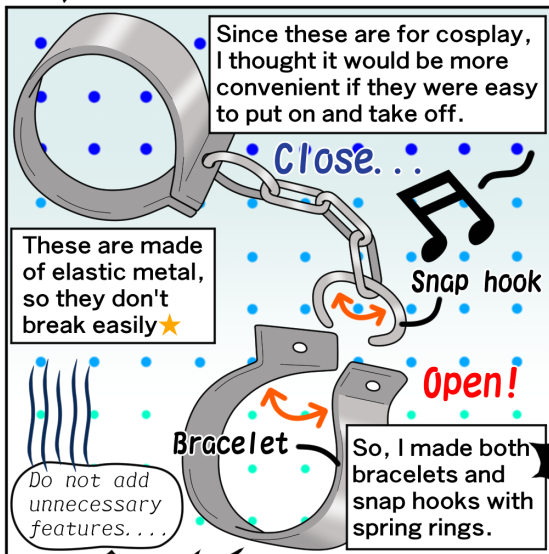 Since these are for cosplay,
I thought it would be more
convenient if they were easy
to put on and take off.
Close...
These are made
of elastic metal,
so they don't
break easily★
Snap hook
Open!
Bracelet
So, I made both
bracelets and
snap hooks with
spring rings.
Do not add
unnecessary
features....